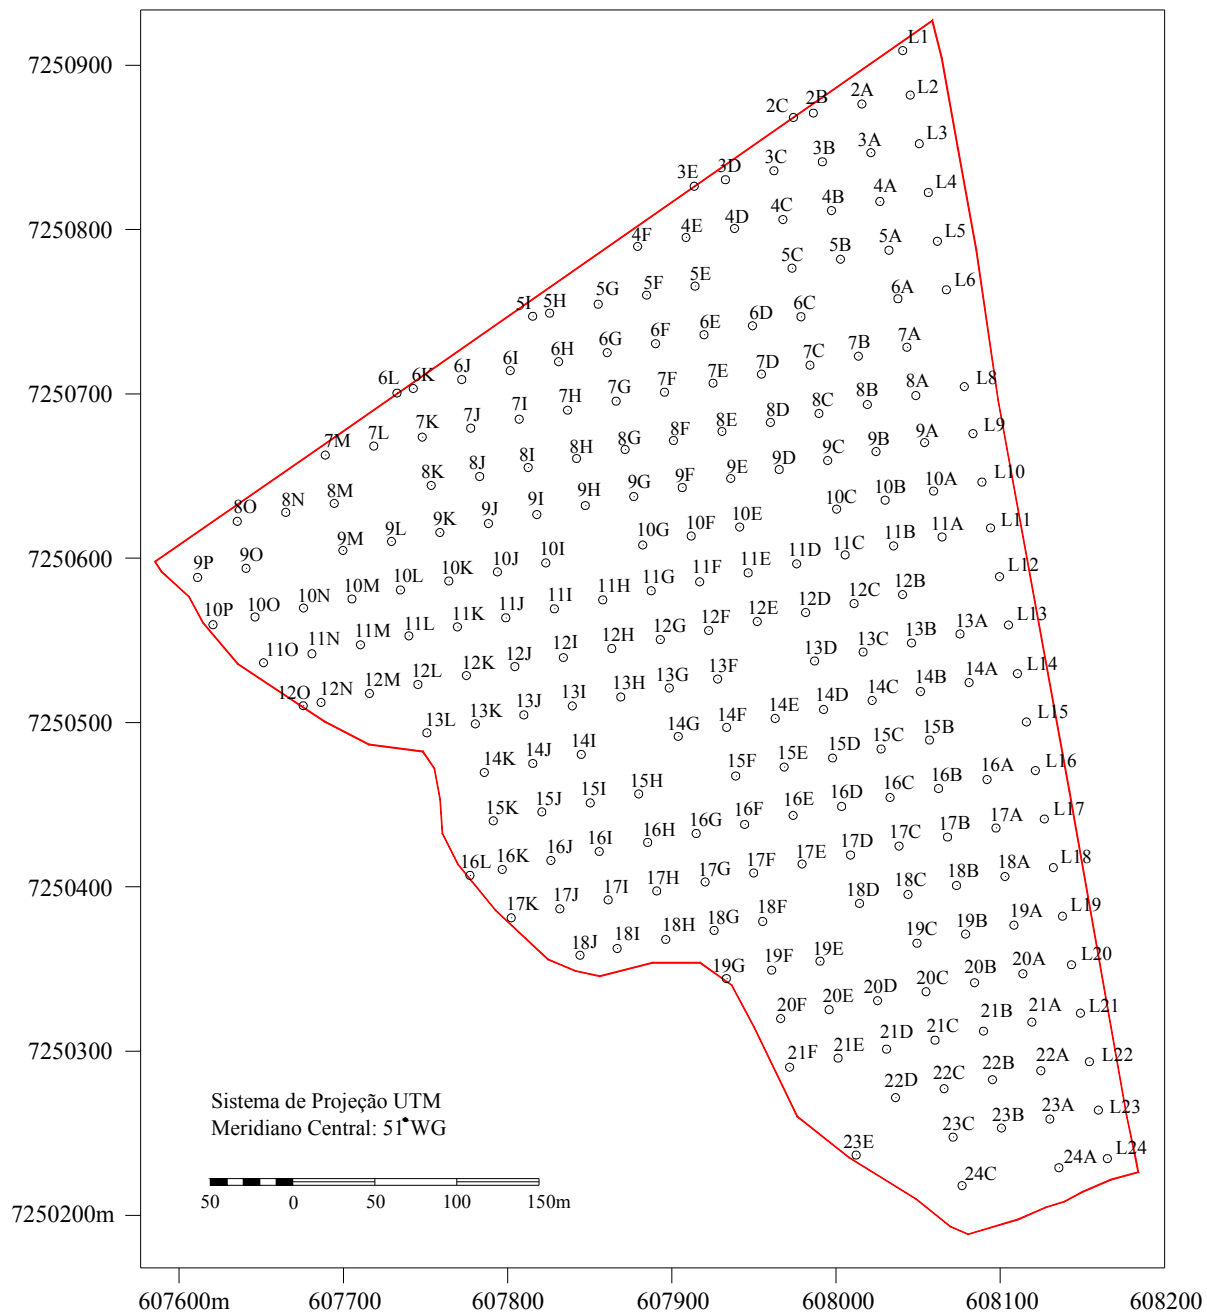 L1
7250900
L2
2C 2B 2A
L3
3E 3D 3C 3B 3A
L4
7250800
4F 4E 4D 4C 4B 4A
L5
5I 5H 5G 5F 5E 5C 5B 5A
L6
6L 6K 6J 6I 6H 6G 6F 6E 6D 6C 6A
7250700
7M 7L 7K 7J 7I 7H 7G 7F 7E 7D 7C 7B 7A
L8
8O 8N 8M 8K 8J 8I 8H 8G 8F 8E 8D 8C 8B 8A
L9
9P 9O 9M 9L 9K 9J 9I 9H 9G 9F 9E 9D 9C 9B 9A
L10
7250600
10P 10O 10N 10M 10L 10K 10J 10I 10G 10F 10E 10C 10B 10A
L11
11O 11N 11M 11L 11K 11J 11I 11H 11G 11F 11E 11D 11C 11B 11A
L12
12O 12N 12M 12L 12K 12J 12I 12H 12G 12F 12E 12D 12C 12B
L13
13L 13K 13J 13I 13H 13G 13F 13D 13C 13B 13A
L14
7250500
14K 14J 14I 14G 14F 14E 14D 14C 14B 14A
L15
15K 15J 15I 15H 15F 15E 15D 15C 15B
L16
16L 16K 16J 16I 16H 16G 16F 16E 16D 16C 16B 16A
L17
7250400
17K 17J 17I 17H 17G 17F 17E 17D 17C 17B 17A
L18
18J 18I 18H 18G 18F 18D 18C 18B 18A
L19
19G 19F 19E 19C 19B 19A
L20
20F 20E 20D 20C 20B 20A
L21
7250300
21F 21E 21D 21C 21B 21A
L22
22D 22C 22B 22A
L23
23E 23C 23B 23A
L24
24C 24A
Sistema de Projeção UTM
Meridiano Central: 51°WG
50 0 50 100 150m
7250200m
607600m 607700 607800 607900 608000 608100 608200